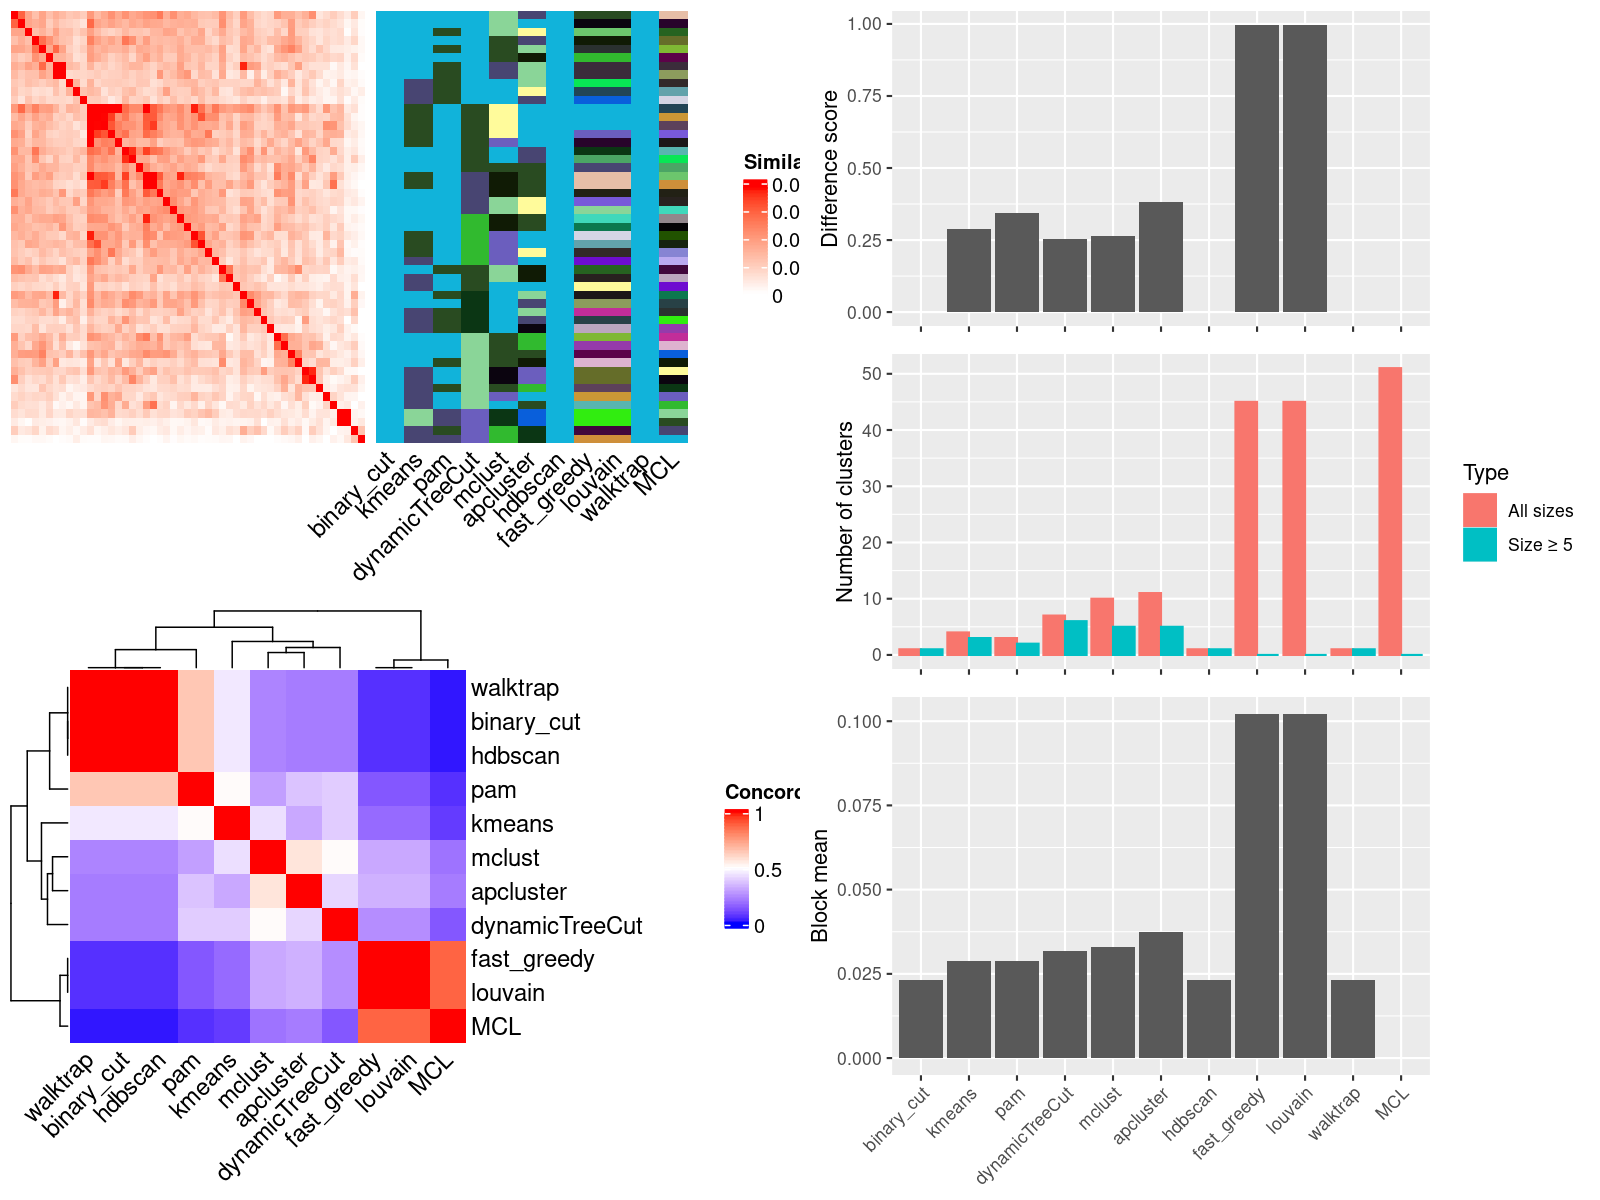 Simila
0.0
0.0
0.0
0.0
0
binary_cut
kmeans
pam
dynamicTreeCut
mclust
apcluster
hdbscan
fast_greedy
louvain
walktrap
MCL
walktrap
binary_cut
hdbscan
pam
kmeans
mclust
apcluster
dynamicTreeCut
fast_greedy
louvain
MCL
walktrap
binary_cut
hdbscan
pam
kmeans
mclust
apcluster
dynamicTreeCut
fast_greedy
louvain
MCL
Concord
1
0.5
0
Difference score
1.00
0.75
0.50
0.25
0.00
Number of clusters
50
40
30
20
10
0
Type
All sizes
Size ≥ 5
Block mean
0.100
0.075
0.050
0.025
0.000
binary_cut
kmeans
pam
dynamicTreeCut
mclust
apcluster
hdbscan
fast_greedy
louvain
walktrap
MCL